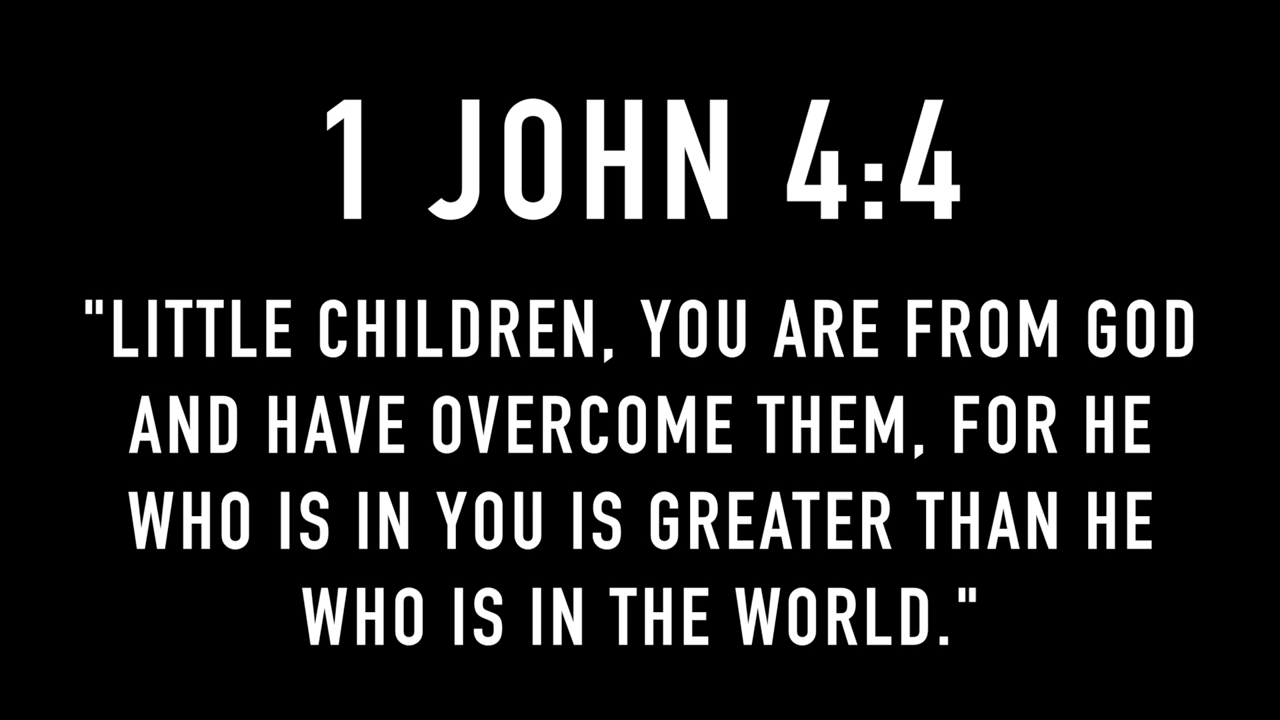 1 JOHN 4:4
"LITTLE CHILDREN, YOU ARE FROM GOD
AND HAVE OVERCOME THEM, FOR HE
WHO IS IN YOU IS GREATER THAN HE
WHO IS IN THE WORLD."